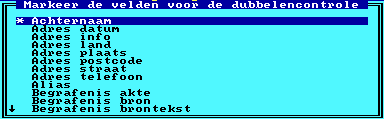 Markeer de velden voor de dubbelencontrole
* Achternaam
Adres datum
Adres info
Adres land
Adres plaats
Adres postcode
Adres straat
Adres telefoon
Alias
Begrafenis akte
Begrafenis bron
↓ Begrafenis brontekst